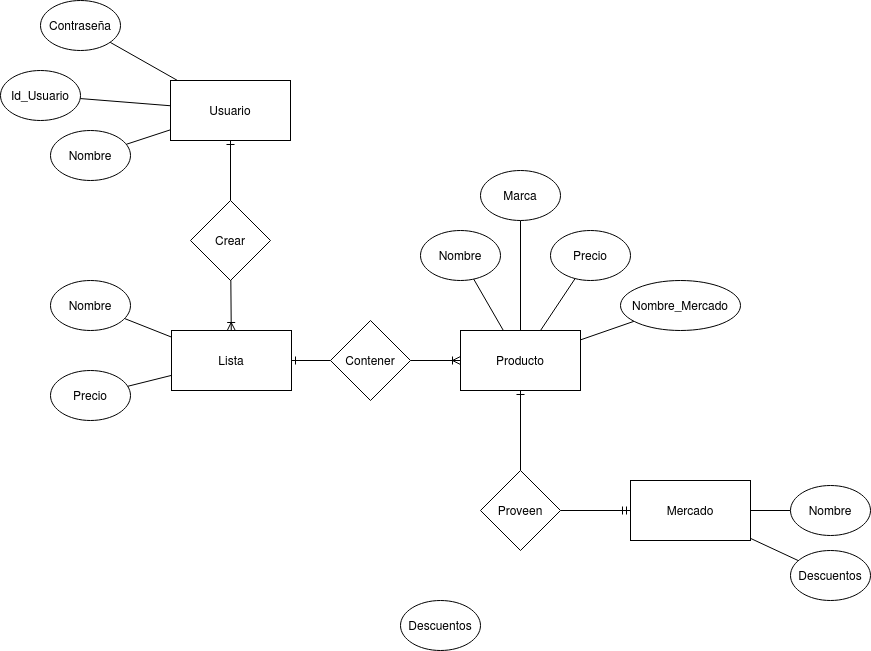 Contraseña
Id_Usuario
Usuario
Nombre
Marca
Crear
Nombre
Precio
Nombre
Nombre_Mercado
Lista
Contener
Producto
Precio
Proveen
Mercado
Nombre
Descuentos
Descuentos